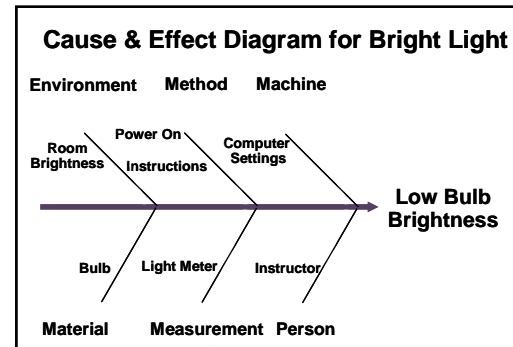 Cause & Effect Diagram for Bright Light
Environment Method Machine
Power On
Room
Brightness
Instructions
Computer
Settings
Low Bulb
Brightness
Bulb
Light Meter
Instructor
Material Measurement Person